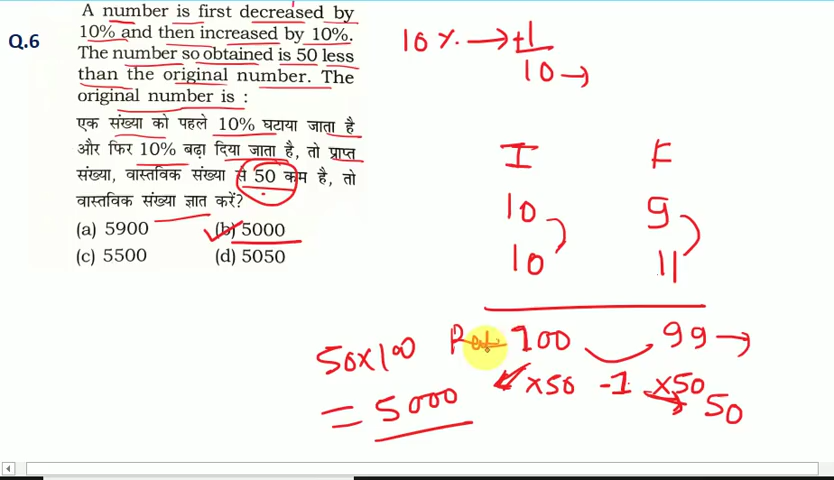 Q.6
A number is first decreased by
10% and then increased by 10%.
The number so obtained is 50 less
than the original number. The
original number is :
एक संख्या को पहले 10% घटाया जाता है
और फिर 10% बढ़ा दिया जाता है, तो प्राप्त
संख्या, वास्तविक संख्या से 50 कम है, तो
वास्तविक संख्या ज्ञात करें?
(a) 5900 (b) 5000
(c) 5500 (d) 5050
10 % → +1
10 →
I F
10 9
10 11
100 99 →
×50 -1 ×50
50
50×100
= 5000